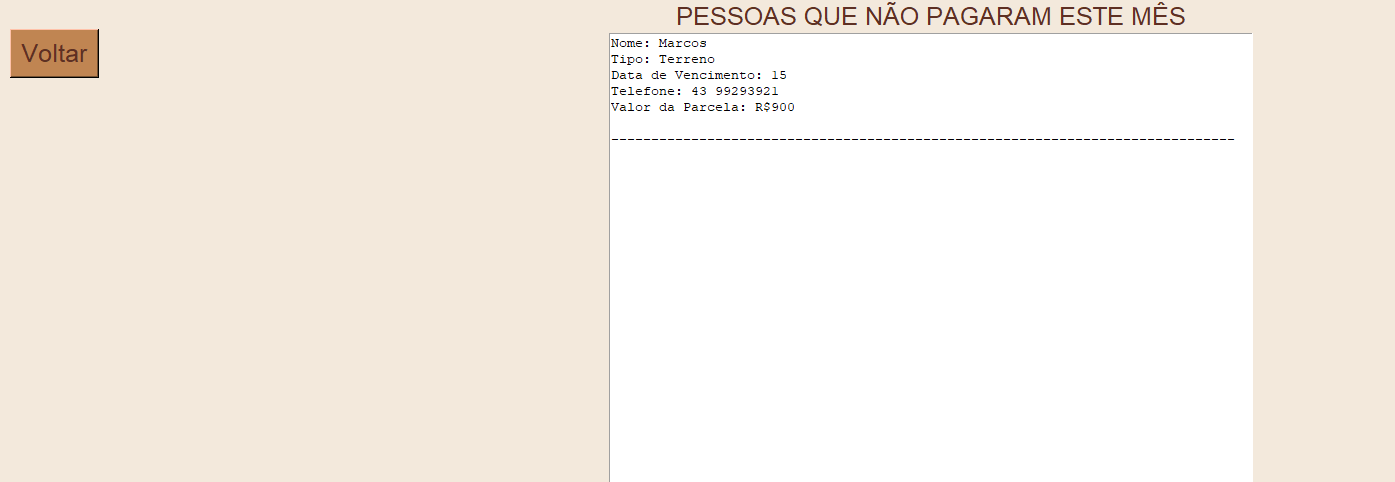 PESSOAS QUE NÃO PAGARAM ESTE MÊS
Voltar
Nome: Marcos
Tipo: Terreno
Data de Vencimento: 15
Telefone: 43 99293921
Valor da Parcela: R$900
------------------------------------------------------------------------------